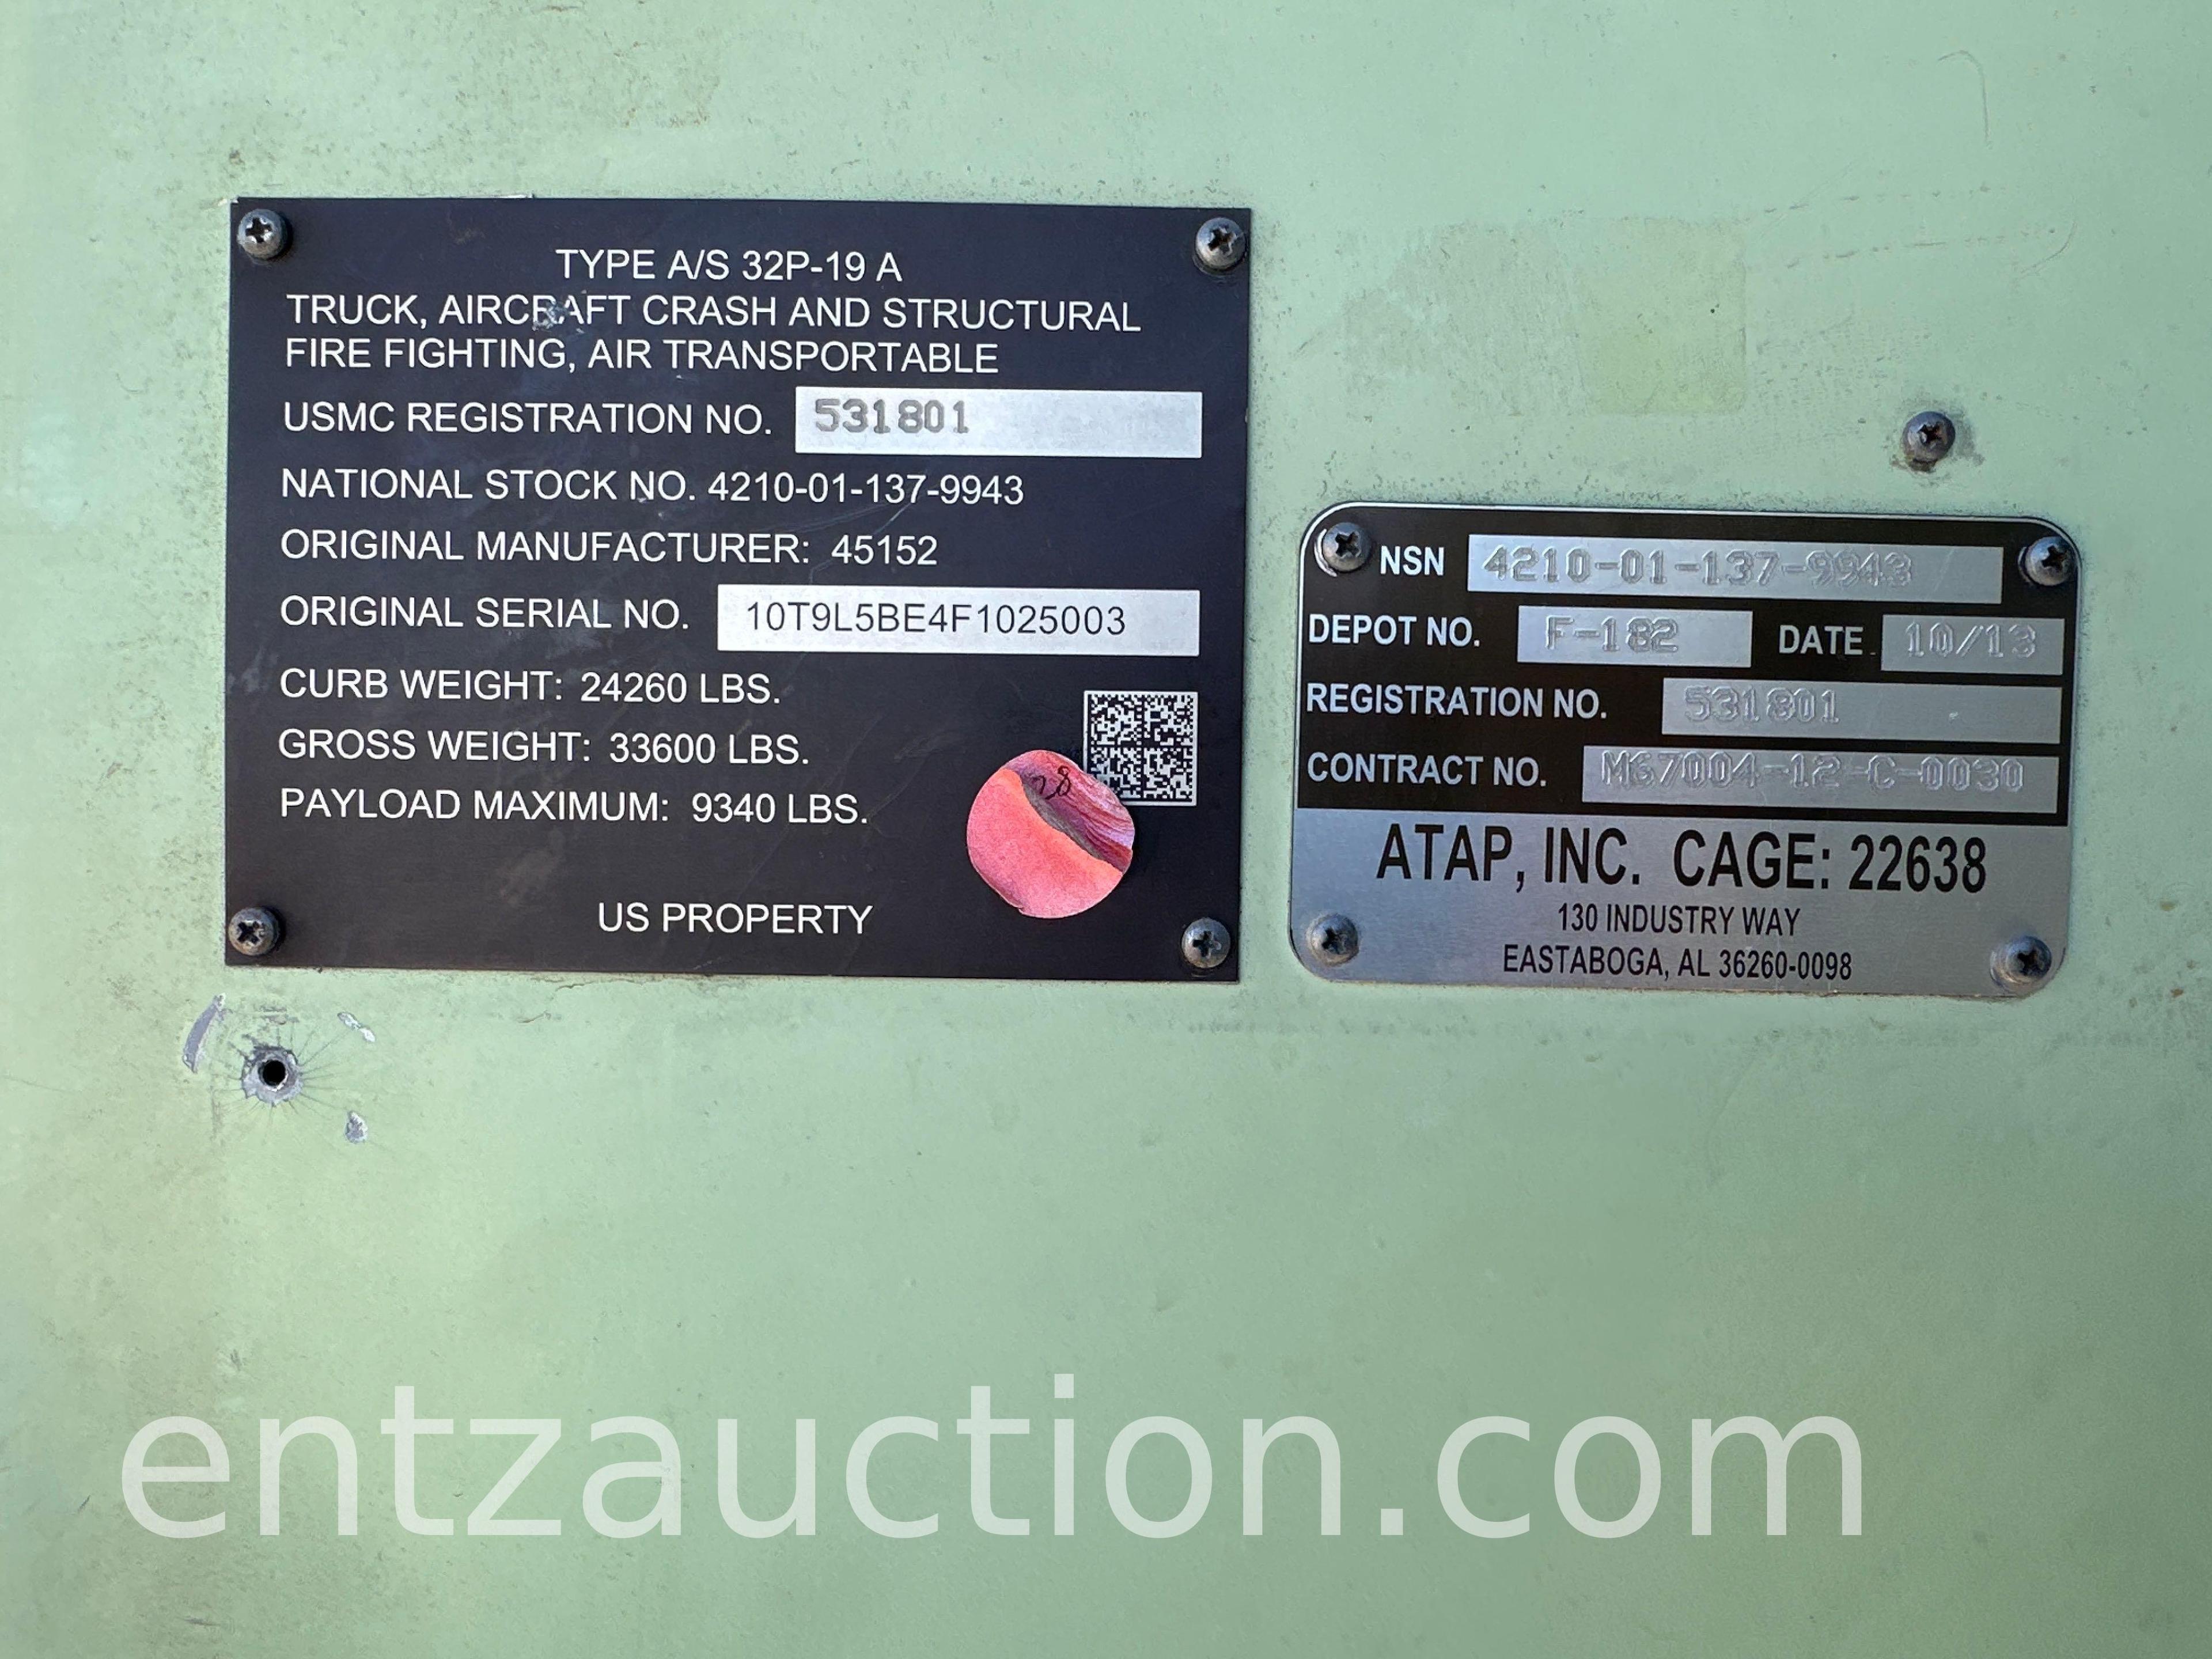 TYPE A/S 32P-19 A
TRUCK, AIRCRAFT CRASH AND STRUCTURAL
FIRE FIGHTING, AIR TRANSPORTABLE
USMC REGISTRATION NO. 531801
NATIONAL STOCK NO. 4210-01-137-9943
ORIGINAL MANUFACTURER: 45152
ORIGINAL SERIAL NO. 10T9L5BE4F1025003
CURB WEIGHT: 24260 LBS.
GROSS WEIGHT: 33600 LBS.
PAYLOAD MAXIMUM: 9340 LBS.
28
US PROPERTY
NSN 4210-01-137-9943
DEPOT NO. F-182 DATE 10/13
REGISTRATION NO. 531801
CONTRACT NO. M67004-12-C-0030
ATAP, INC. CAGE: 22638
130 INDUSTRY WAY
EASTABOGA, AL 36260-0098
entzauction.com